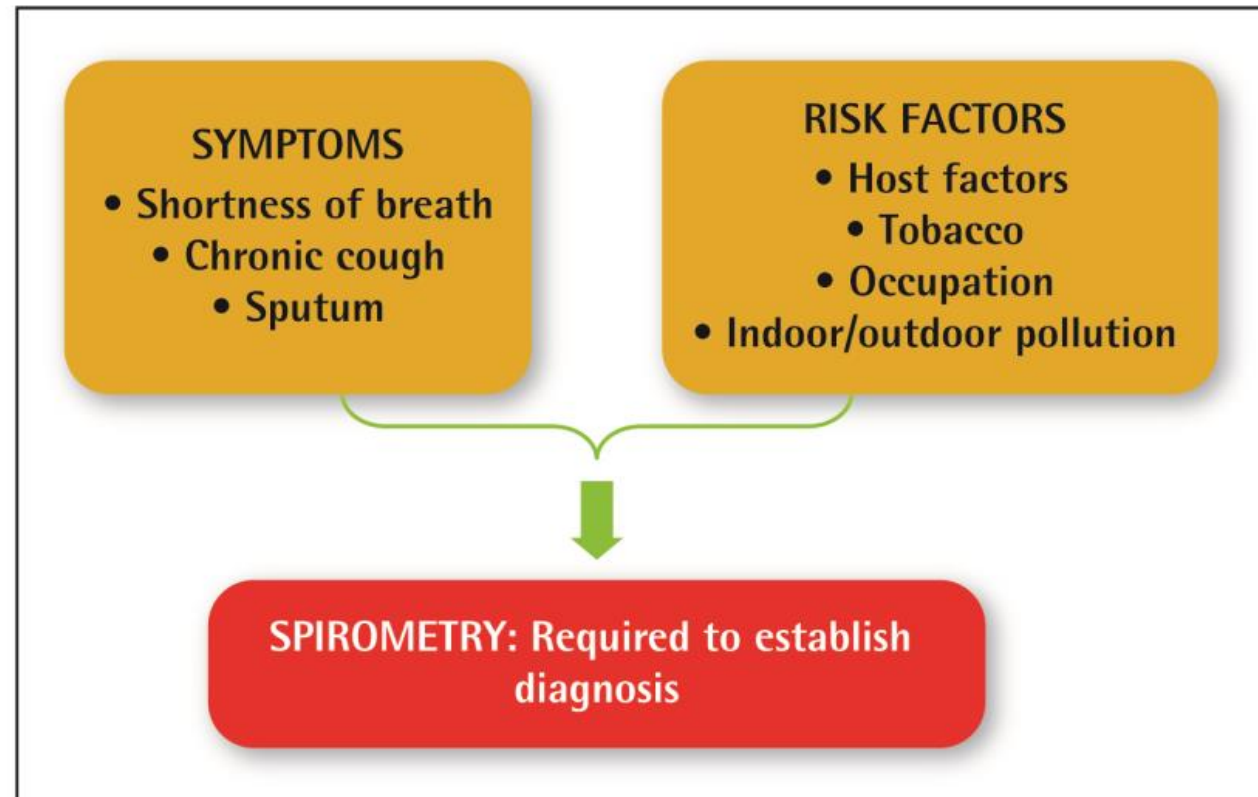 SYMPTOMS
• Shortness of breath
• Chronic cough
• Sputum
RISK FACTORS
• Host factors
• Tobacco
• Occupation
• Indoor/outdoor pollution
SPIROMETRY: Required to establish
diagnosis